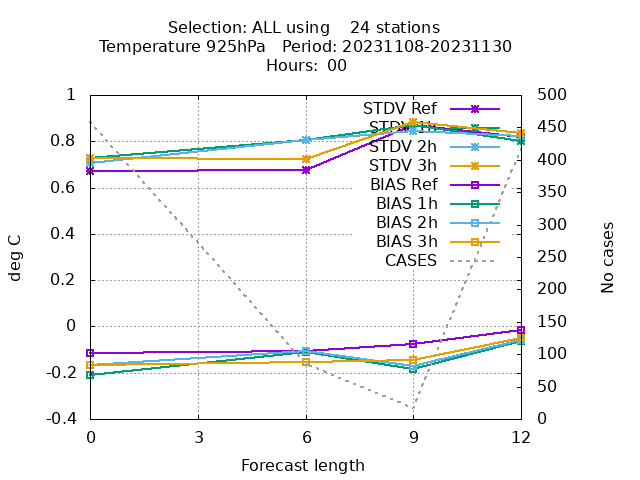 Selection: ALL using    24 stations
Temperature 925hPa   Period: 20231108-20231130
Hours: 00
deg C
1
0.8
0.6
0.4
0.2
0
-0.2
-0.4
STDV Ref
STDV 1h
STDV 2h
STDV 3h
BIAS Ref
BIAS 1h
BIAS 2h
BIAS 3h
CASES
500
450
400
350
300
250
200
150
100
50
0
No cases
0 3 6 9 12
Forecast length